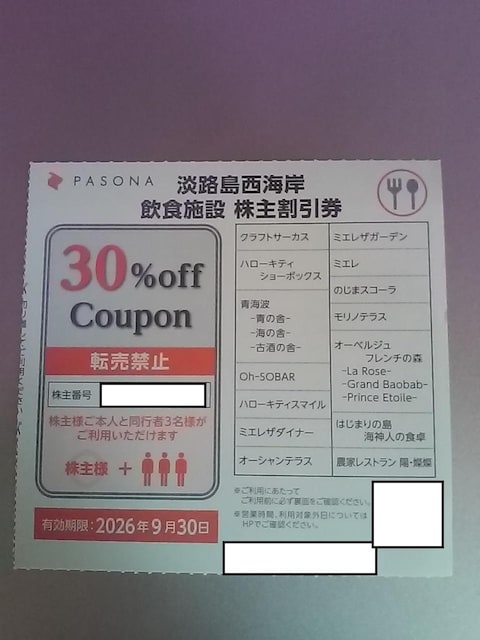 PASONA
淡路島西海岸
飲食施設 株主割引券
30%off
Coupon
転売禁止
株主番号
株主様ご本人と同行者3名様が
ご利用いただけます
株主様 +
有効期限:2026年9月30日
クラフトサーカス
ハローキティ
ショーボックス
青海波
-青の舎-
-海の舎-
-古酒の舎-
Oh-SOBAR
ハローキティスマイル
ミエレザダイナー
オーシャンテラス
ミエレザガーデン
ミエレ
のじまスコーラ
モリノテラス
オーベルジュ
フレンチの森
-La Rose-
-Grand Baobab-
-Prince Etoile-
はじまりの島
海神人の食卓
農家レストラン 陽・燦燦
※ご利用にあたって
ご利用前に必ず裏面をご確認ください。
※営業時間、利用対象外日については
HPでご確認ください。